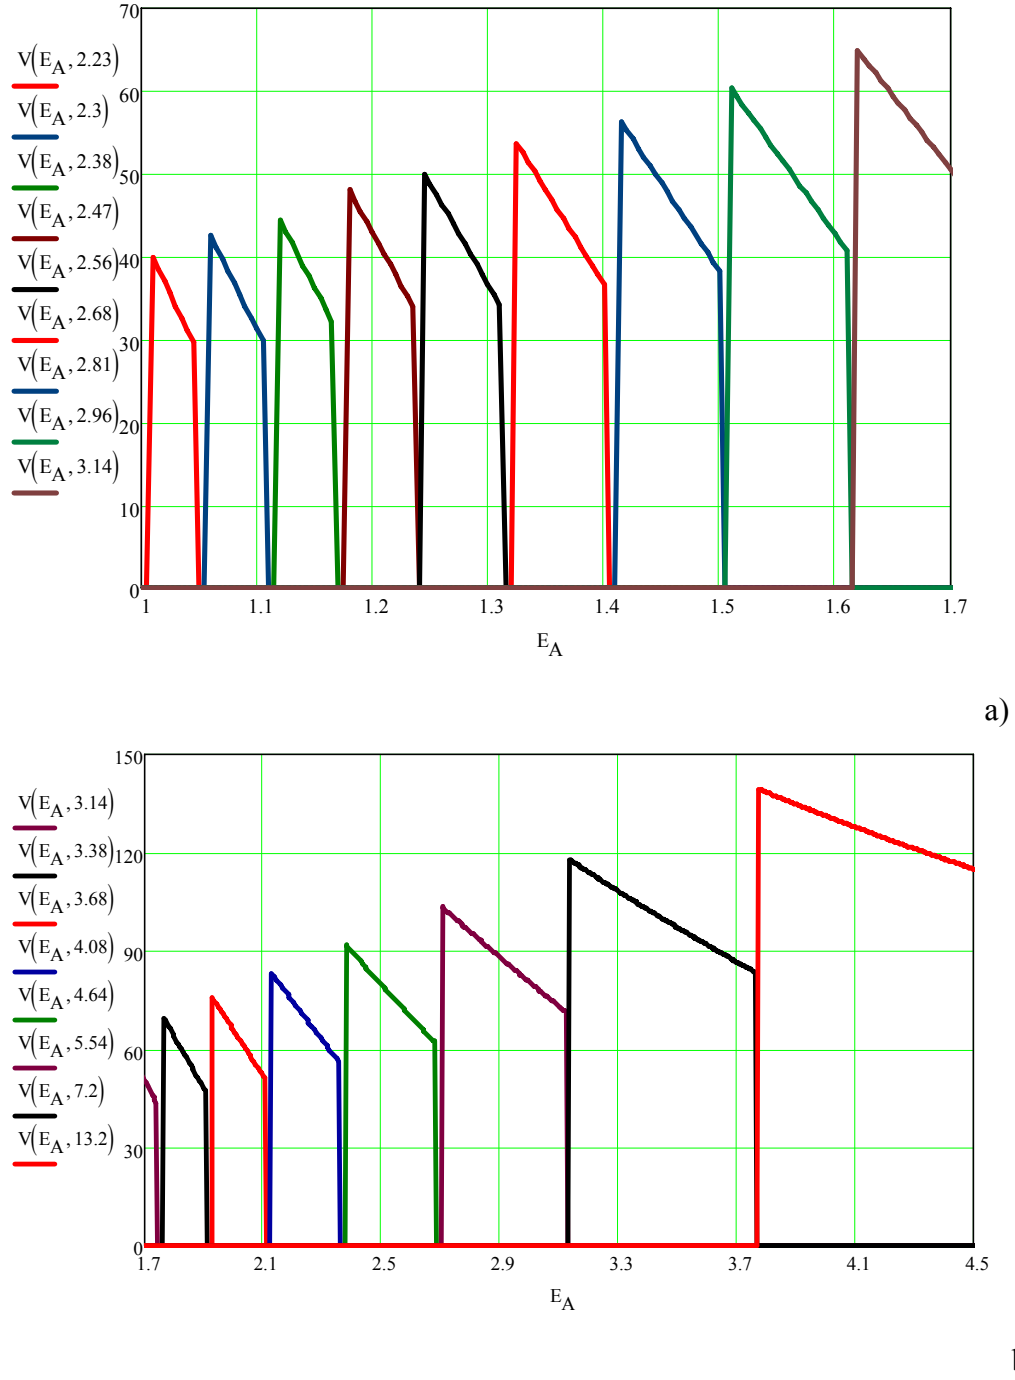 70
V(E_A, 2.23)
60
V(E_A, 2.3)
V(E_A, 2.38)
50
V(E_A, 2.47)
V(E_A, 2.56)
40
V(E_A, 2.68)
30
V(E_A, 2.81)
V(E_A, 2.96)
20
V(E_A, 3.14)
10
0
1 1.1 1.2 1.3 1.4 1.5 1.6 1.7
E_A
a)
150
V(E_A, 3.14)
V(E_A, 3.38)
120
V(E_A, 3.68)
V(E_A, 4.08)
90
V(E_A, 4.64)
V(E_A, 5.54)
60
V(E_A, 7.2)
V(E_A, 13.2)
30
0
1.7 2.1 2.5 2.9 3.3 3.7 4.1 4.5
E_A